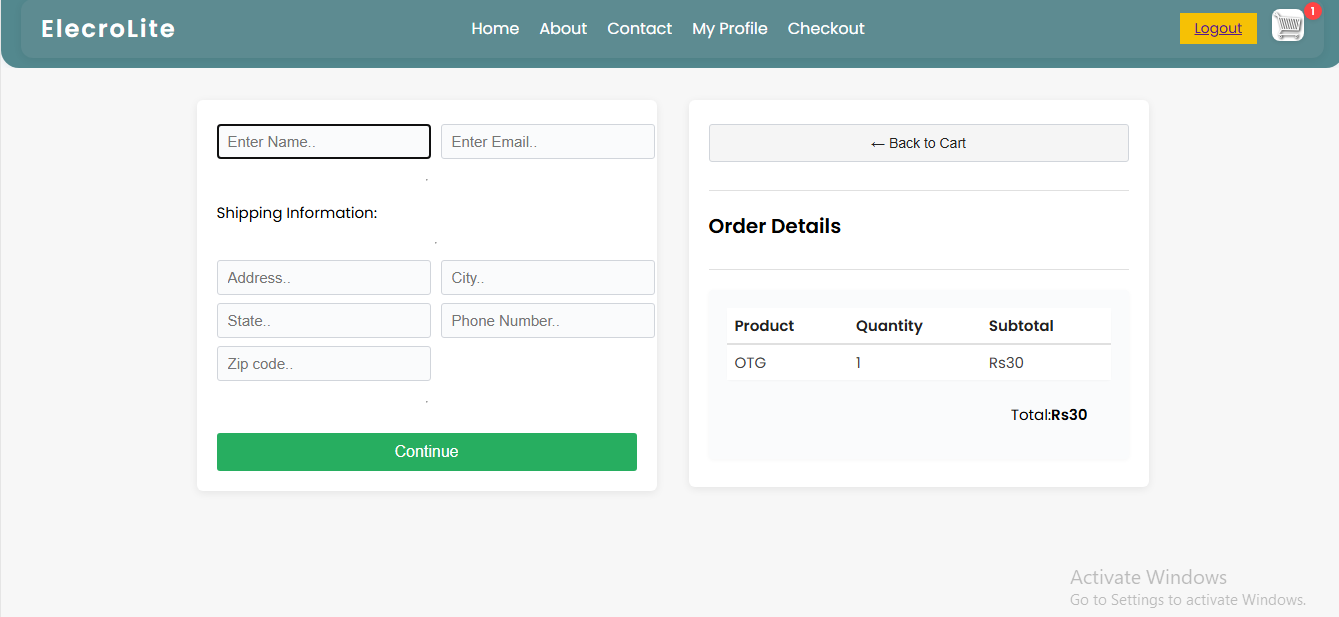 ElecroLite
Home About Contact My Profile Checkout
Logout
1
Enter Name.. Enter Email..
Shipping Information:
Address.. City..
State.. Phone Number..
Zip code..
Continue
← Back to Cart
Order Details
Product Quantity Subtotal
OTG 1 Rs30
Total:Rs30
Activate Windows
Go to Settings to activate Windows.